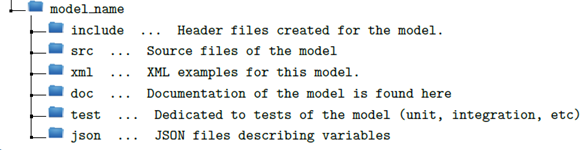 model_name
include ... Header files created for the model.
src ... Source files of the model
xml ... XML examples for this model.
doc ... Documentation of the model is found here
test ... Dedicated to tests of the model (unit, integration, etc)
json ... JSON files describing variables